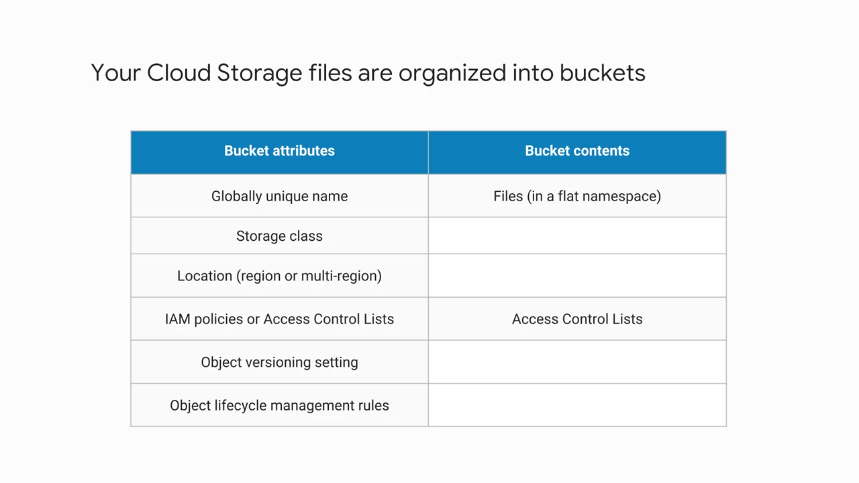 Your Cloud Storage files are organized into buckets
Bucket attributes Bucket contents
Globally unique name Files (in a flat namespace)
Storage class
Location (region or multi-region)
IAM policies or Access Control Lists Access Control Lists
Object versioning setting
Object lifecycle management rules